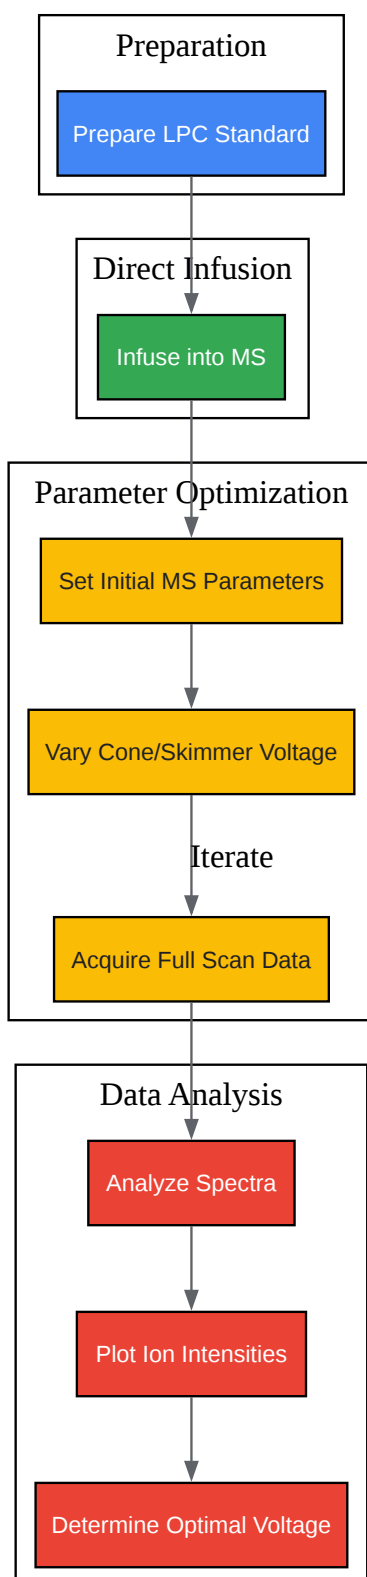 Preparation
Prepare LPC Standard
Direct Infusion
Infuse into MS
Parameter Optimization
Set Initial MS Parameters
Vary Cone/Skimmer Voltage
Iterate
Acquire Full Scan Data
Data Analysis
Analyze Spectra
Plot Ion Intensities
Determine Optimal Voltage